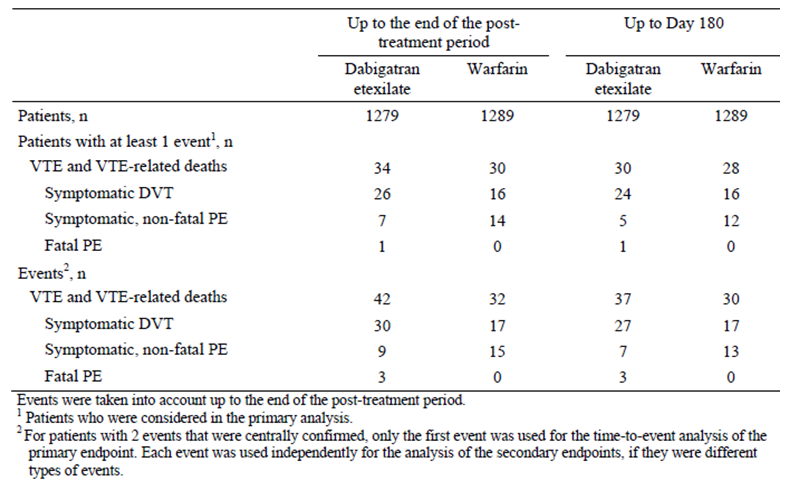 Up to the end of the post-treatment period Up to Day 180
Dabigatran etexilate Warfarin Dabigatran etexilate Warfarin
Patients, n 1279 1289 1279 1289
Patients with at least 1 event1, n
VTE and VTE-related deaths 34 30 30 28
Symptomatic DVT 26 16 24 16
Symptomatic, non-fatal PE 7 14 5 12
Fatal PE 1 0 1 0
Events2, n
VTE and VTE-related deaths 42 32 37 30
Symptomatic DVT 30 17 27 17
Symptomatic, non-fatal PE 9 15 7 13
Fatal PE 3 0 3 0
Events were taken into account up to the end of the post-treatment period.
1 Patients who were considered in the primary analysis.
2 For patients with 2 events that were centrally confirmed, only the first event was used for the time-to-event analysis of the
primary endpoint. Each event was used independently for the analysis of the secondary endpoints, if they were different
types of events.